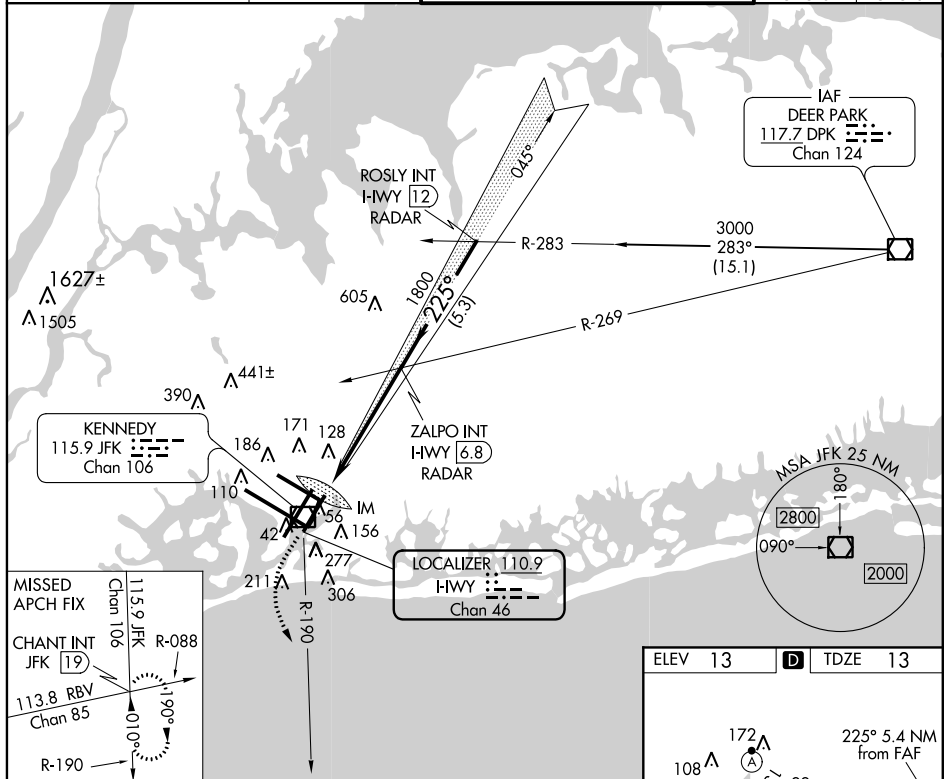 IAF
DEER PARK
117.7 DPK
Chan 124
ROSLY INT
I-IWY 12
RADAR
045°
R-283
3000
283°
(15.1)
1627±
1505
605
1800
225°
(5.3)
R-269
441±
390
KENNEDY
115.9 JFK
Chan 106
171
128
186
110
ZALPO INT
I-IWY 6.8
RADAR
MSA JFK 25 NM
180°
2800
090°
2000
IM
56
42
156
277
211
306
LOCALIZER 110.9
I-IWY
Chan 46
R-190
MISSED
APCH FIX
115.9 JFK
Chan 106
CHANT INT
JFK 19
R-088
113.8 RBV
Chan 85
190°
010°
R-190
ELEV 13 D TDZE 13
172
A
108
225° 5.4 NM
from FAF